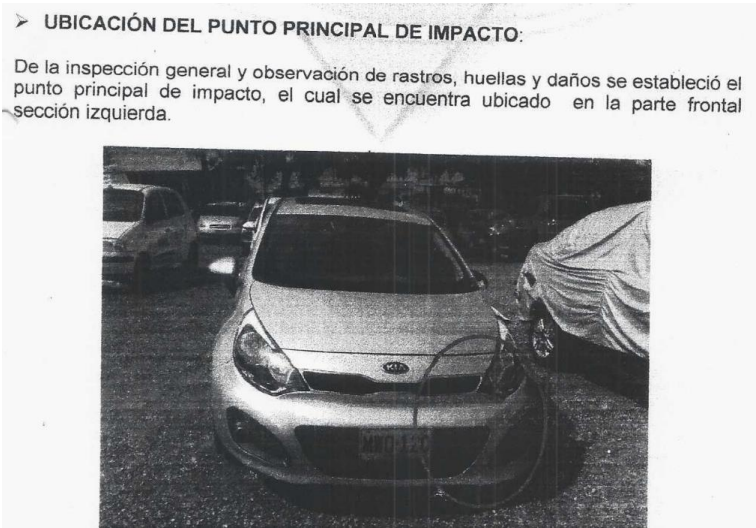 ➢ UBICACIÓN DEL PUNTO PRINCIPAL DE IMPACTO:
De la inspección general y observación de rastros, huellas y daños se estableció el
punto principal de impacto, el cual se encuentra ubicado en la parte frontal
sección izquierda.
KIA